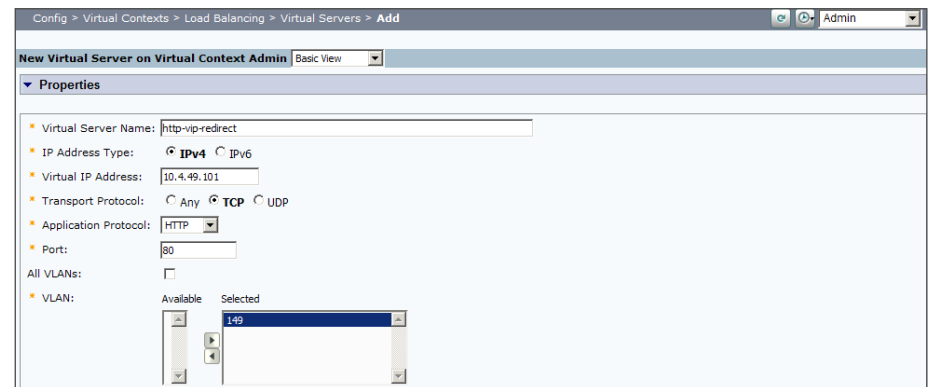 Config > Virtual Contexts > Load Balancing > Virtual Servers > Add Admin
New Virtual Server on Virtual Context Admin Basic View
Properties
* Virtual Server Name: http-vip-redirect
* IP Address Type: IPv4 IPv6
* Virtual IP Address: 10.4.49.101
* Transport Protocol: Any TCP UDP
* Application Protocol: HTTP
* Port: 80
All VLANs:
* VLAN: Available Selected
149